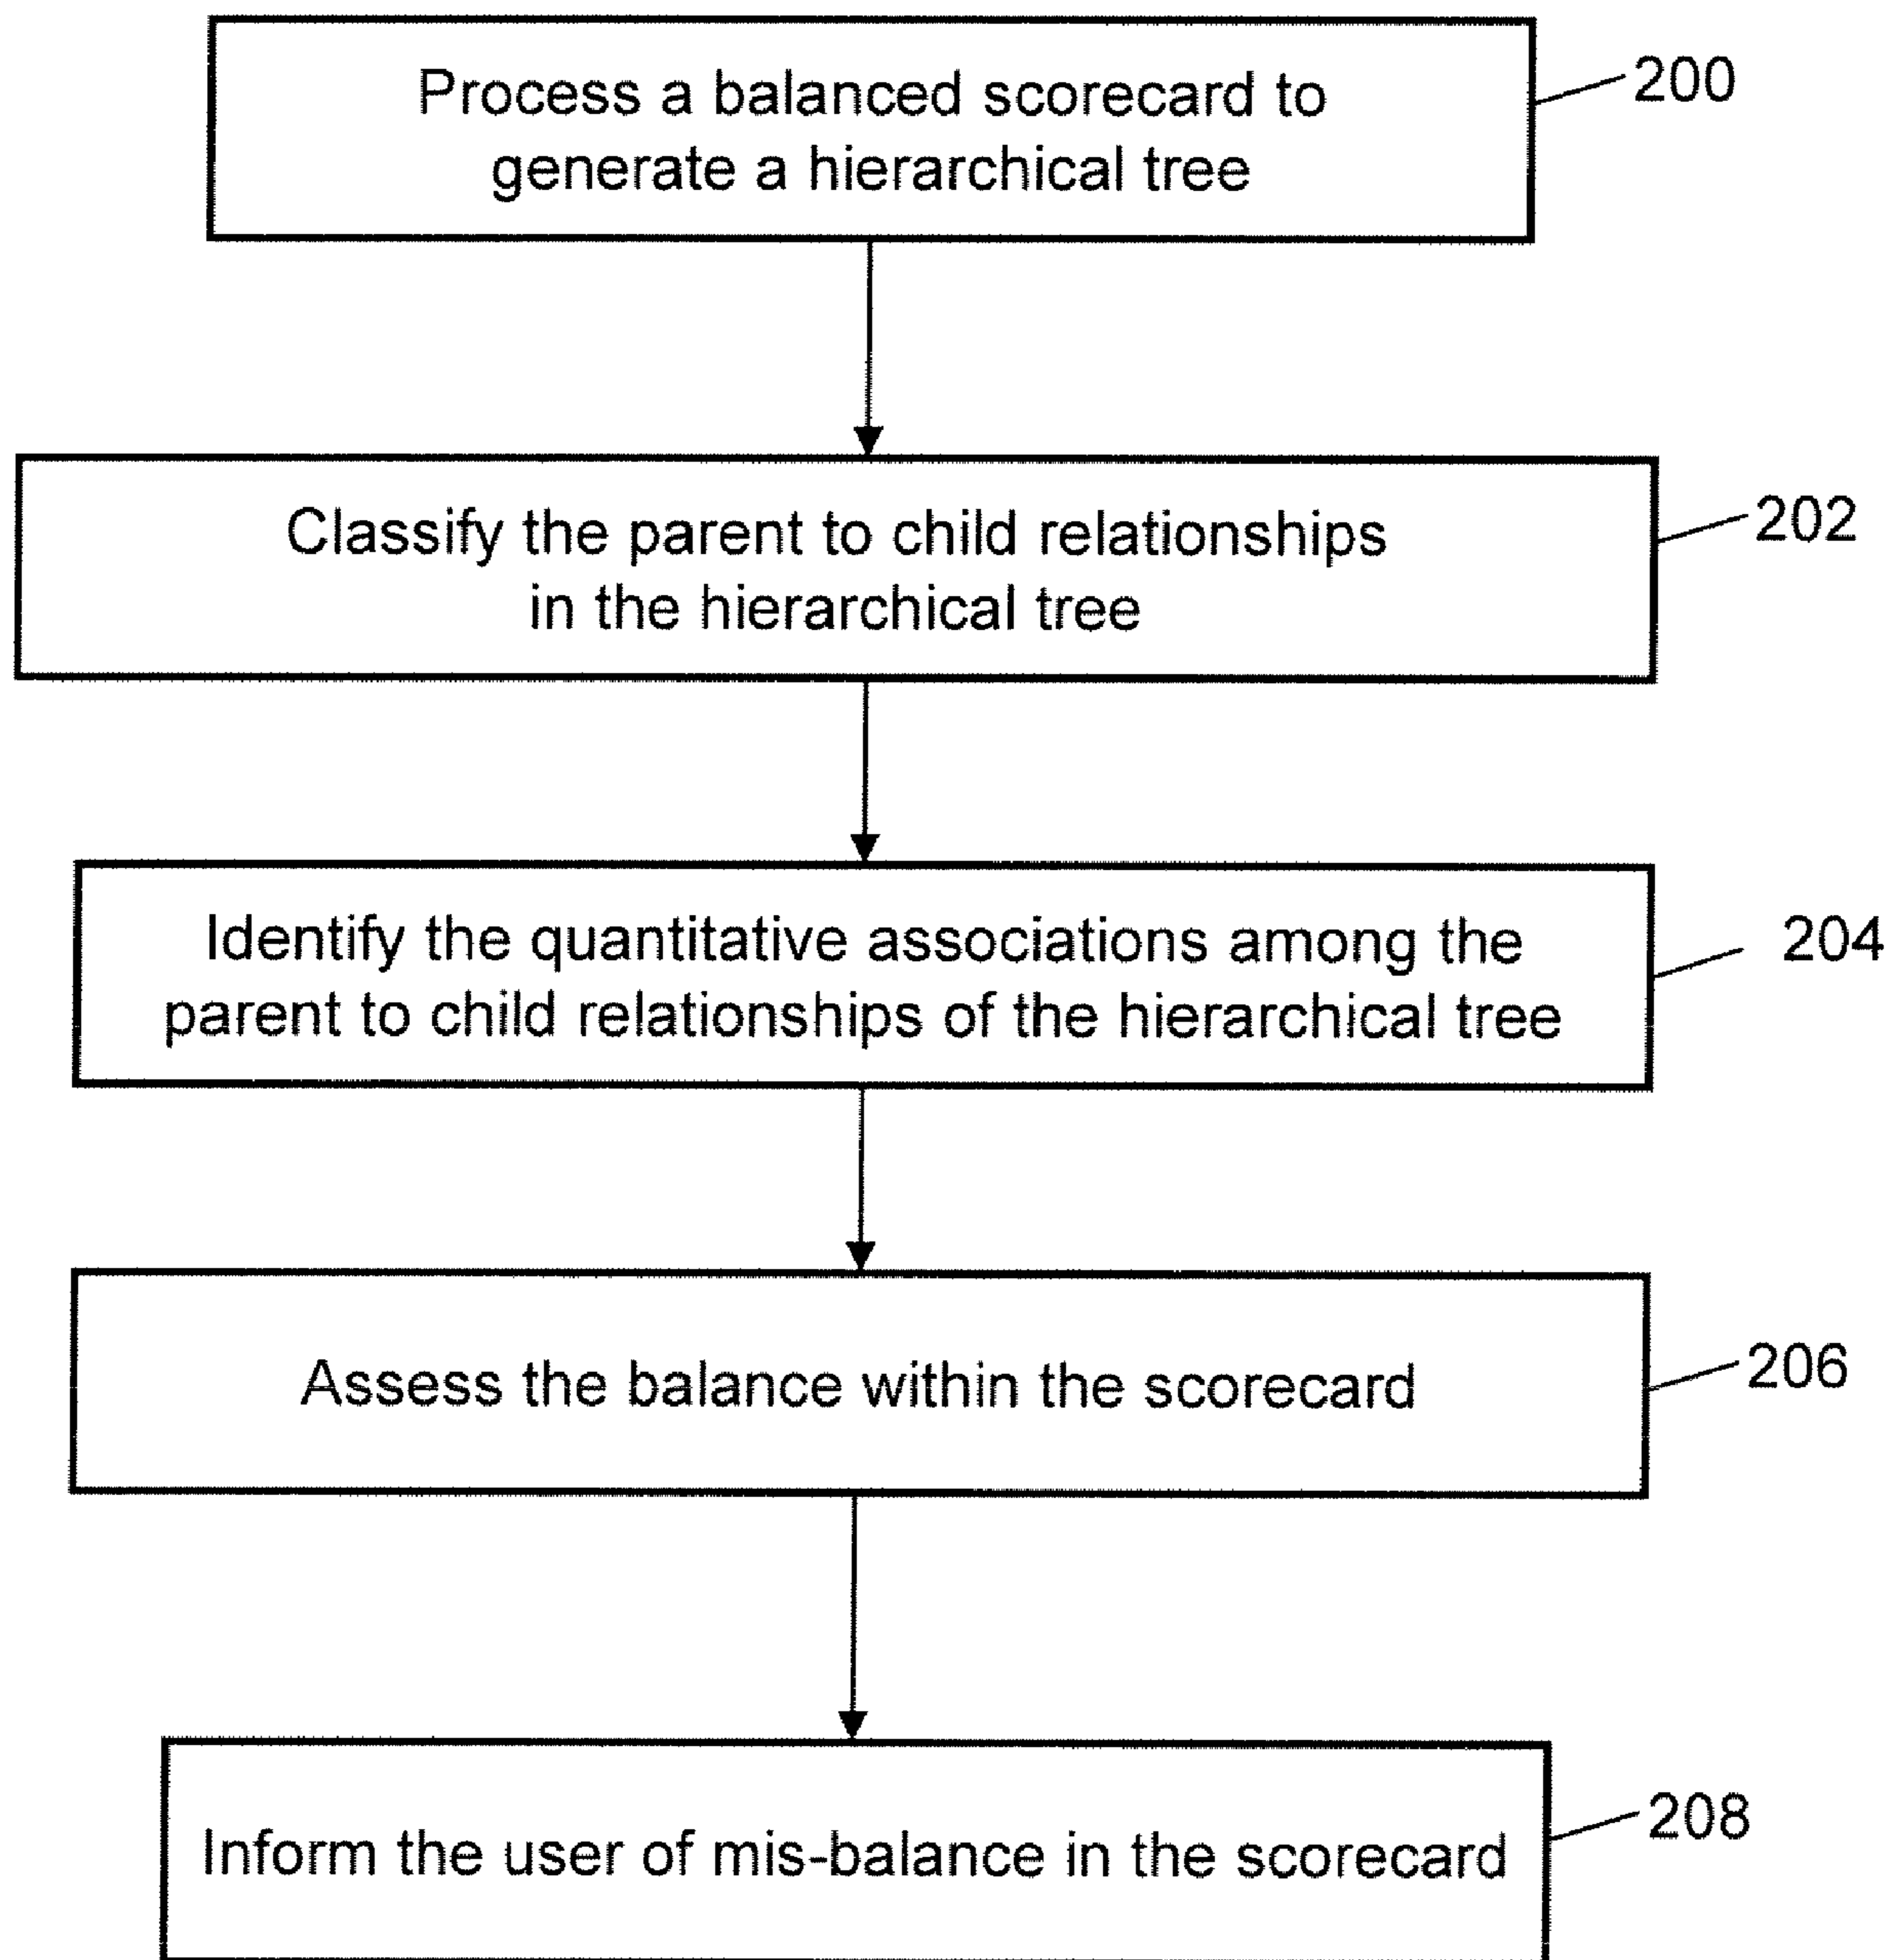 Process a balanced scorecard to
generate a hierarchical tree
200
Classify the parent to child relationships
in the hierarchical tree
202
Identify the quantitative associations among the
parent to child relationships of the hierarchical tree
204
Assess the balance within the scorecard
206
Inform the user of mis-balance in the scorecard
208